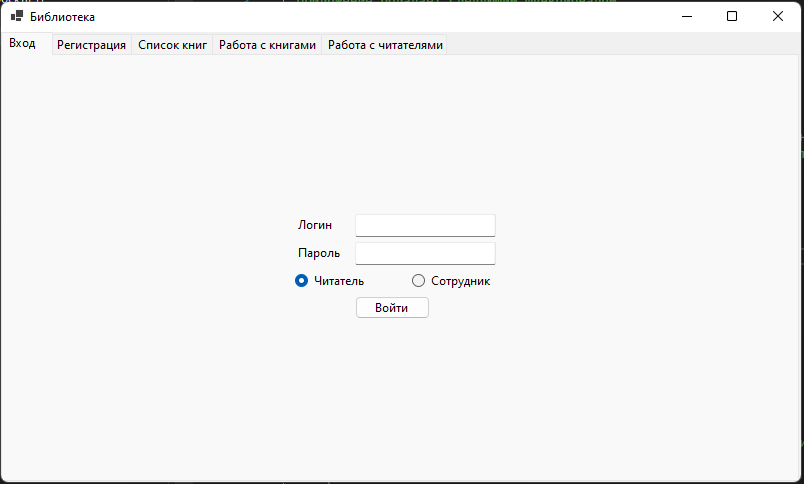 Библиотека
Вход Регистрация Список книг Работа с книгами Работа с читателями
Логин
Пароль
Читатель Сотрудник
Войти